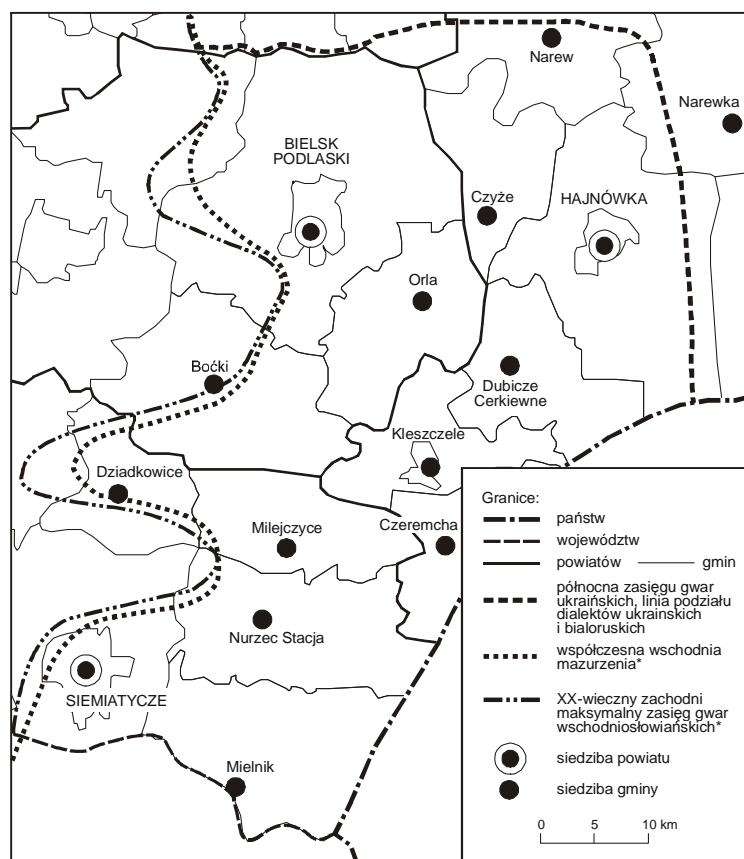 Narew
Narewka
BIELSK
PODLASKI
Czyże
HAJNÓWKA
Orla
Boćki
Dubicze
Cerkiewne
Kleszczele
Dziadkowice
Milejczyce
Czeremcha
Nurzec Stacja
SIEMIATYCZE
Mielnik
Granice:
państw
województw
powiatów
gmin
północna zasięgu gwar
ukraińskich, linia podziału
dialektów ukrainskich
i bialoruskich
współczesna wschodnia
mazurzenia*
XX-wieczny zachodni
maksymalny zasięg gwar
wschodniosłowiańskich*
siedziba powiatu
siedziba gminy
0 5 10 km